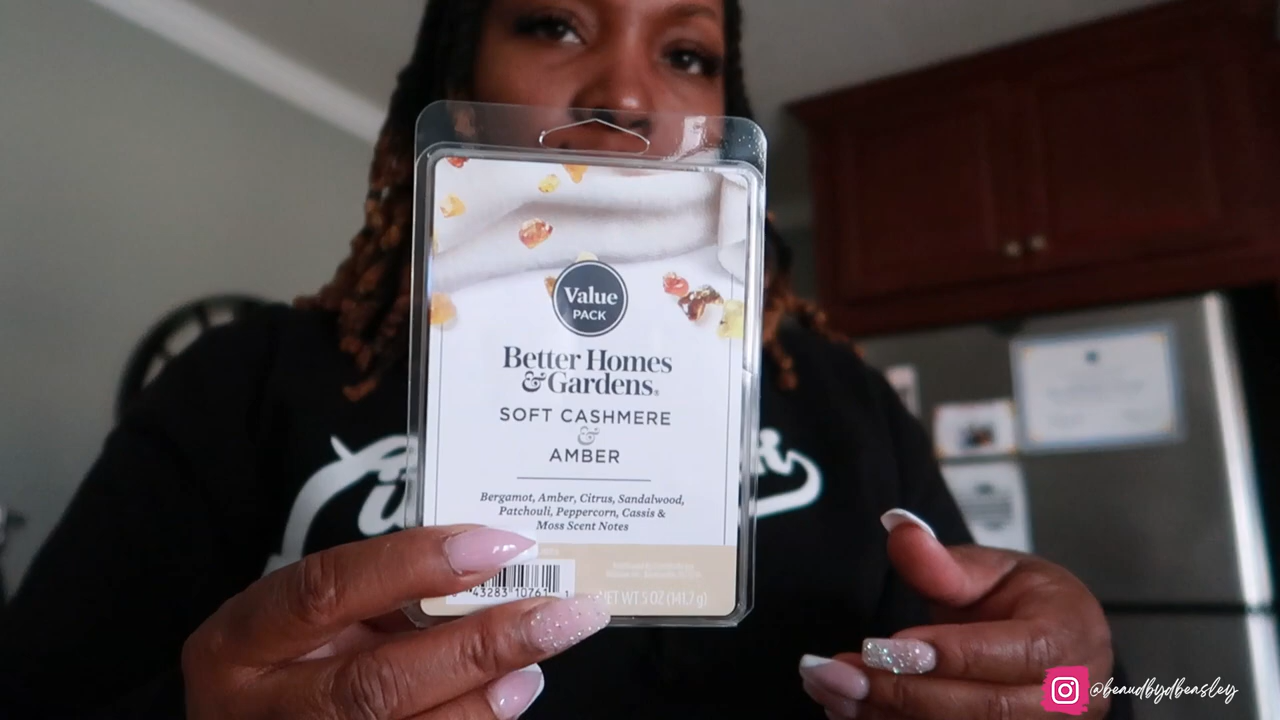 Value
PACK
Better Homes
& Gardens®
SOFT CASHMERE
&
AMBER
Bergamot, Amber, Citrus, Sandalwood,
Patchouli, Peppercorn, Cassis &
Moss Scent Notes
NET WT 5 OZ (141.7g)
@beaudbydbeasley